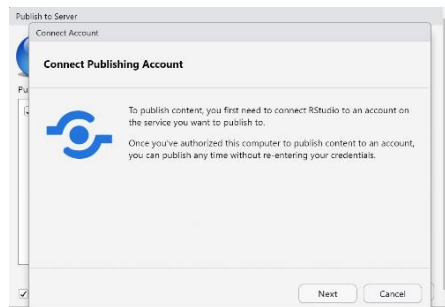 Publish to Server
Connect Account
Connect Publishing Account
Pu
To publish content, you first need to connect RStudio to an account on
the service you want to publish to.
Once you've authorized this computer to publish content to an account,
you can publish any time without re-entering your credentials.
Next
Cancel